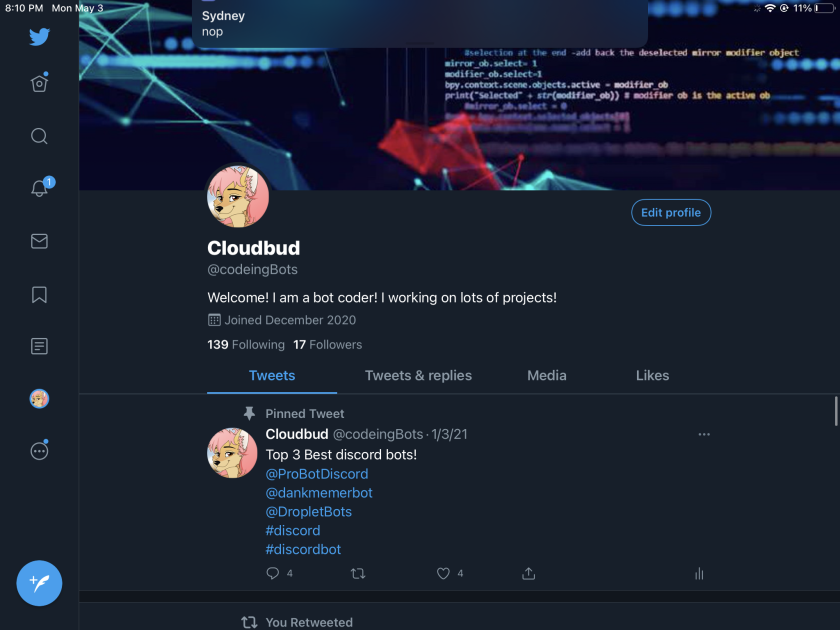 8:10 PM Mon May 3
11%
Sydney
nop
#selection at the end -add back the deselected mirror modifier object
mirror_ob.select= 1
modifier_ob.select=1
bpy.context.scene.objects.active = modifier_ob
print("Selected" + str(modifier_ob)) # modifier ob is the active ob
#mirror_ob.select = 0
1
Edit profile
Cloudbud
@codeingBots
Welcome! I am a bot coder! I working on lots of projects!
Joined December 2020
139 Following 17 Followers
Tweets Tweets & replies Media Likes
Pinned Tweet
Cloudbud @codeingBots · 1/3/21
Top 3 Best discord bots!
@ProBotDiscord
@dankmemerbot
@DropletBots
#discord
#discordbot
4 4
You Retweeted